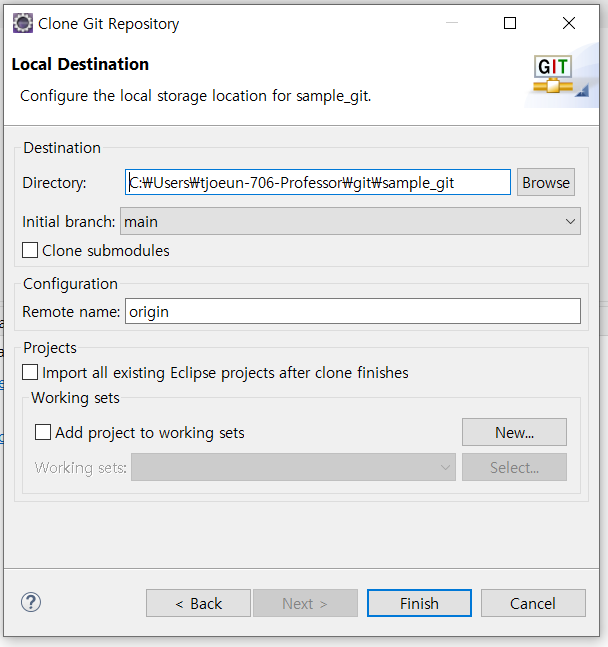 Clone Git Repository
Local Destination
Configure the local storage location for sample_git.
GIT
Destination
Directory: C:₩Users₩tjoeun-706-Professor₩git₩sample_git Browse
Initial branch: main
Clone submodules
Configuration
Remote name: origin
Projects
Import all existing Eclipse projects after clone finishes
Working sets
Add project to working sets New...
Working sets: Select...
? < Back Next > Finish Cancel